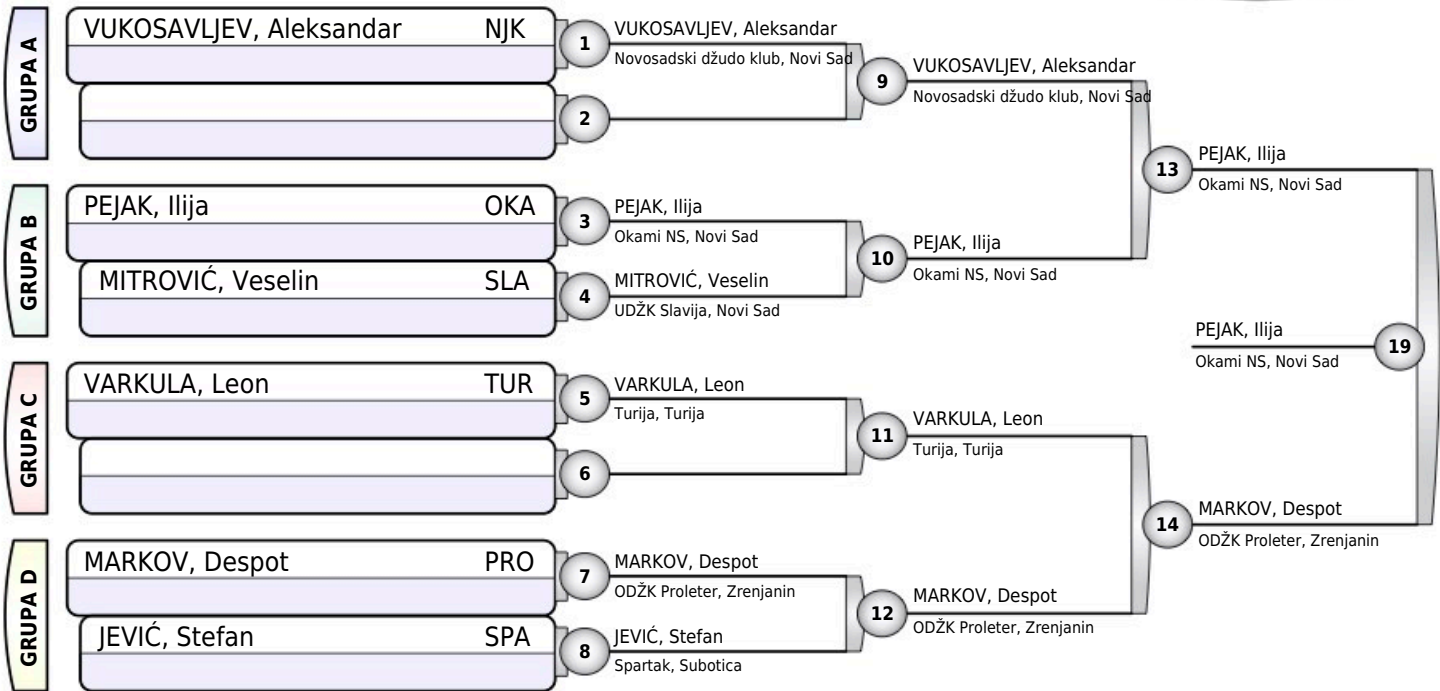 GRUPA A
VUKOSAVLJEV, Aleksandar NJK
1
2
GRUPA B
PEJAK, Ilija OKA
3
MITROVIĆ, Veselin SLA
4
GRUPA C
VARKULA, Leon TUR
5
6
GRUPA D
MARKOV, Despot PRO
7
JEVIĆ, Stefan SPA
8
VUKOSAVLJEV, Aleksandar
Novosadski džudo klub, Novi Sad
9
PEJAK, Ilija
Okami NS, Novi Sad
10
MITROVIĆ, Veselin
UDŽK Slavija, Novi Sad
VARKULA, Leon
Turija, Turija
11
MARKOV, Despot
ODŽK Proleter, Zrenjanin
12
JEVIĆ, Stefan
Spartak, Subotica
VUKOSAVLJEV, Aleksandar
Novosadski džudo klub, Novi Sad
13
PEJAK, Ilija
Okami NS, Novi Sad
VARKULA, Leon
Turija, Turija
14
MARKOV, Despot
ODŽK Proleter, Zrenjanin
PEJAK, Ilija
Okami NS, Novi Sad
PEJAK, Ilija
Okami NS, Novi Sad
19
MARKOV, Despot
ODŽK Proleter, Zrenjanin